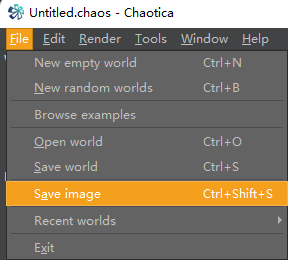 Untitled.chaos - Chaotica
File Edit Render Tools Window Help
New empty world Ctrl+N
New random worlds Ctrl+B
Browse examples
Open world Ctrl+O
Save world Ctrl+S
Save image Ctrl+Shift+S
Recent worlds
Exit